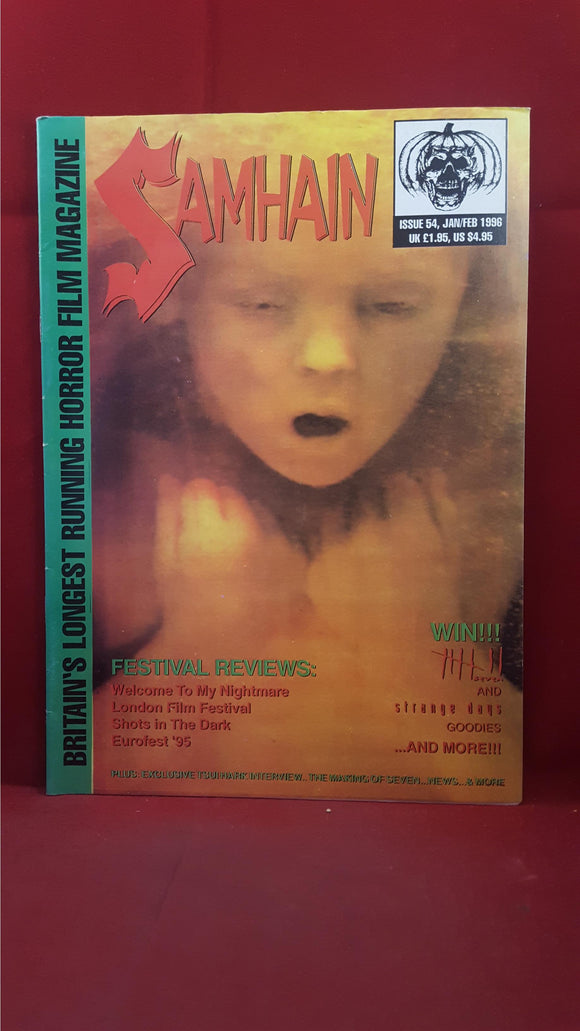 BRITAIN'S LONGEST RUNNING HORROR FILM MAGAZINE
SAMHAIN
ISSUE 54, JAN/FEB 1996
UK £1.95, US $4.95
FESTIVAL REVIEWS:
Welcome To My Nightmare
London Film Festival
Shots in The Dark
Eurofest '95
WIN!!!
seven
AND
strange days
GOODIES
...AND MORE!!!
PLUS: EXCLUSIVE TSUI HARK INTERVIEW...THE MAKING OF SEVEN...NEWS...& MORE